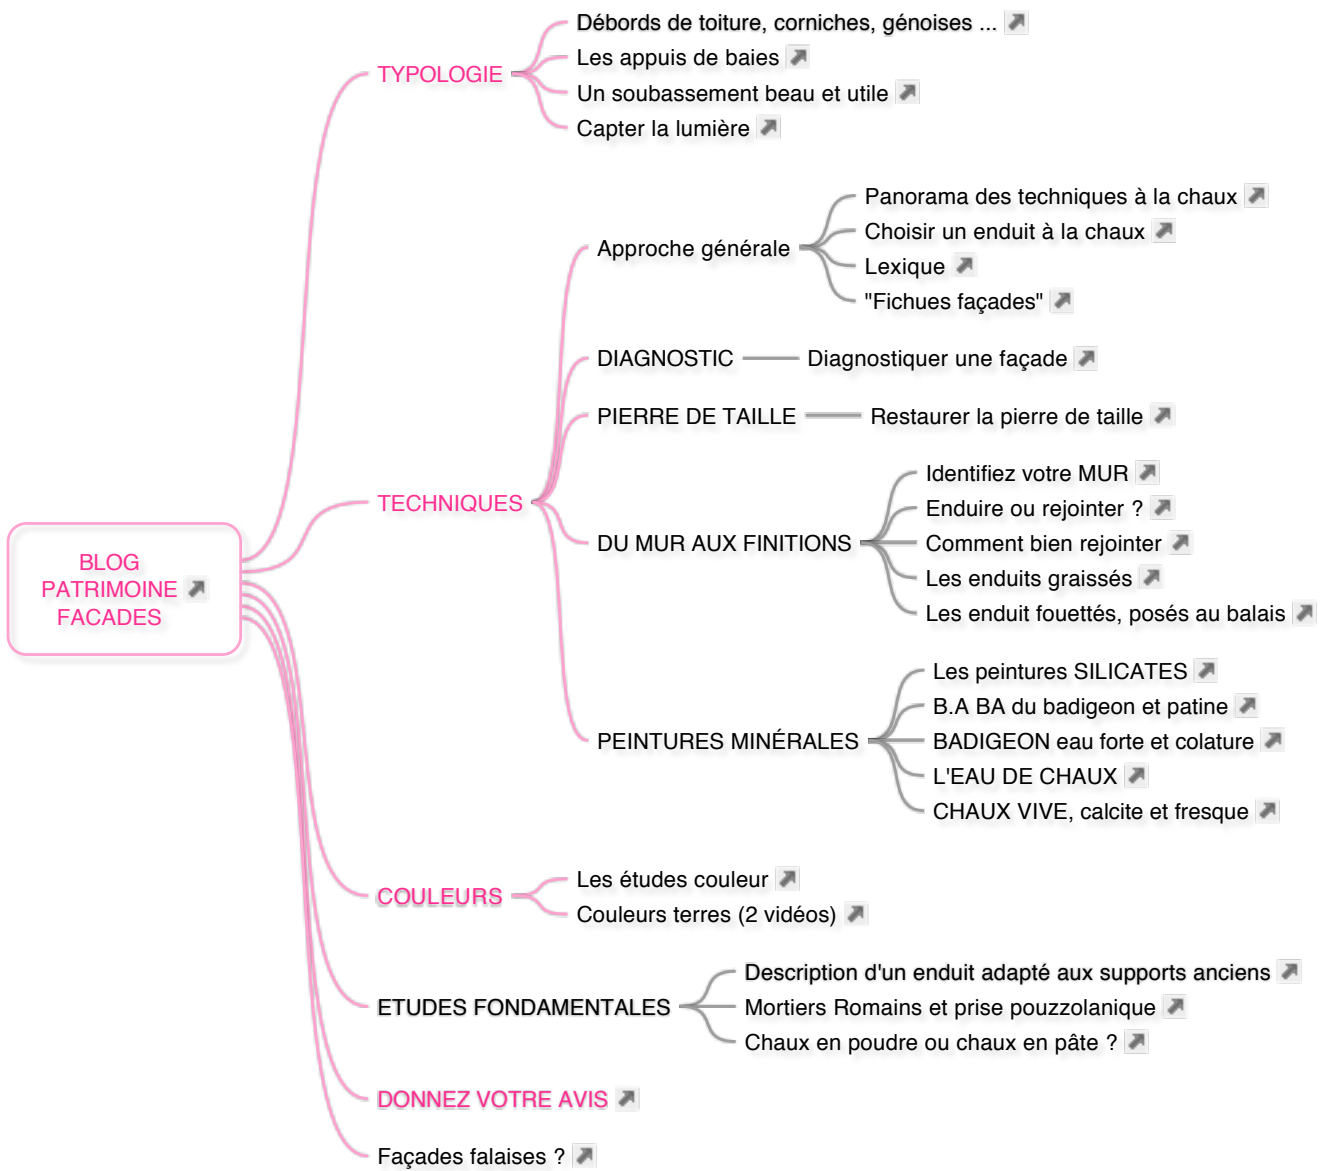 BLOG
PATRIMOINE
FACADES
TYPOLOGIE
Débords de toiture, corniches, génoises ...
Les appuis de baies
Un soubassement beau et utile
Capter la lumière
TECHNIQUES
Approche générale
Panorama des techniques à la chaux
Choisir un enduit à la chaux
Lexique
"Fichues façades"
DIAGNOSTIC
Diagnostiquer une façade
PIERRE DE TAILLE
Restaurer la pierre de taille
DU MUR AUX FINITIONS
Identifiez votre MUR
Enduire ou rejointer ?
Comment bien rejointer
Les enduits graissés
Les enduit fouettés, posés au balais
PEINTURES MINÉRALES
Les peintures SILICATES
B.A BA du badigeon et patine
BADIGEON eau forte et colature
L'EAU DE CHAUX
CHAUX VIVE, calcite et fresque
COULEURS
Les études couleur
Couleurs terres (2 vidéos)
ETUDES FONDAMENTALES
Description d'un enduit adapté aux supports anciens
Mortiers Romains et prise pouzzolanique
Chaux en poudre ou chaux en pâte ?
DONNEZ VOTRE AVIS
Façades falaises ?